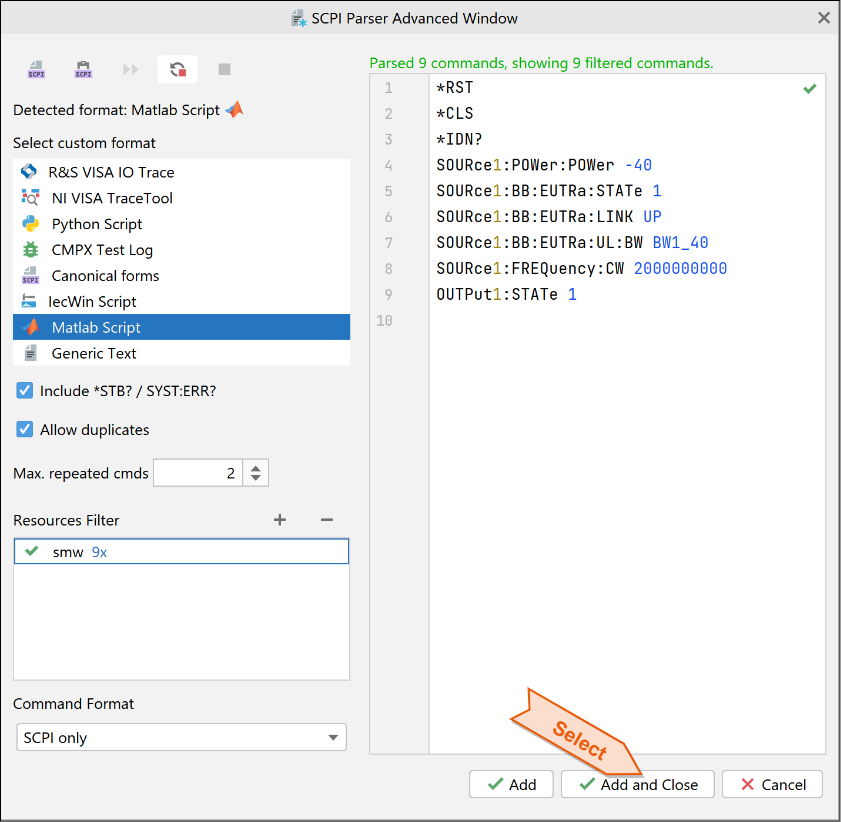 SCPI Parser Advanced Window
SCPI
SCPI
Parsed 9 commands, showing 9 filtered commands.
Detected format: Matlab Script
Select custom format
R&S VISA IO Trace
NI VISA TraceTool
Python Script
CMPX Test Log
SCPI Canonical forms
IecWin Script
Matlab Script
Generic Text
Include *STB? / SYST:ERR?
Allow duplicates
Max. repeated cmds 2
Resources Filter
smw 9x
Command Format
SCPI only
1 *RST
2 *CLS
3 *IDN?
4 SOURce1:POWer:POWer -40
5 SOURce1:BB:EUTRa:STATe 1
6 SOURce1:BB:EUTRa:LINK UP
7 SOURce1:BB:EUTRa:UL:BW BW1_40
8 SOURce1:FREQuency:CW 2000000000
9 OUTPut1:STATe 1
10
Select
Add
Add and Close
Cancel